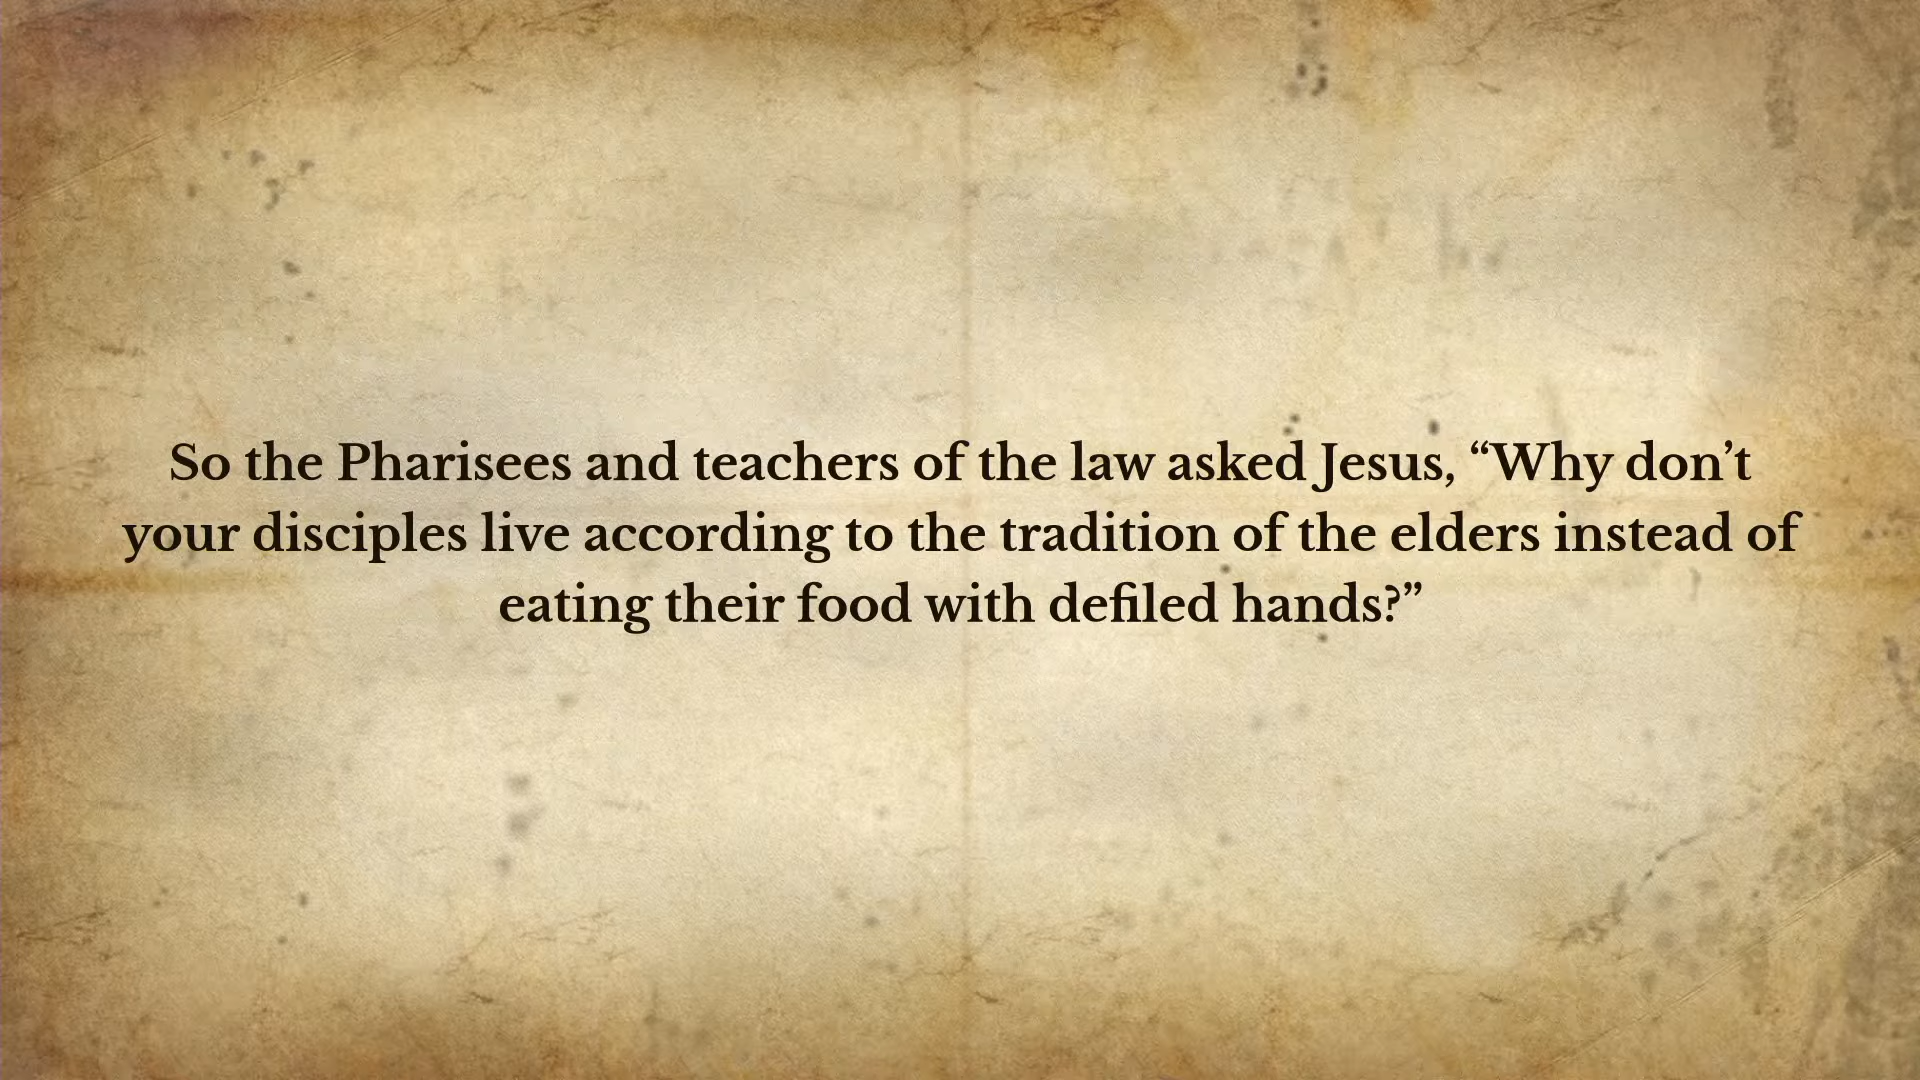 So the Pharisees and teachers of the law asked Jesus, “Why don’t
your disciples live according to the tradition of the elders instead of
eating their food with defiled hands?”